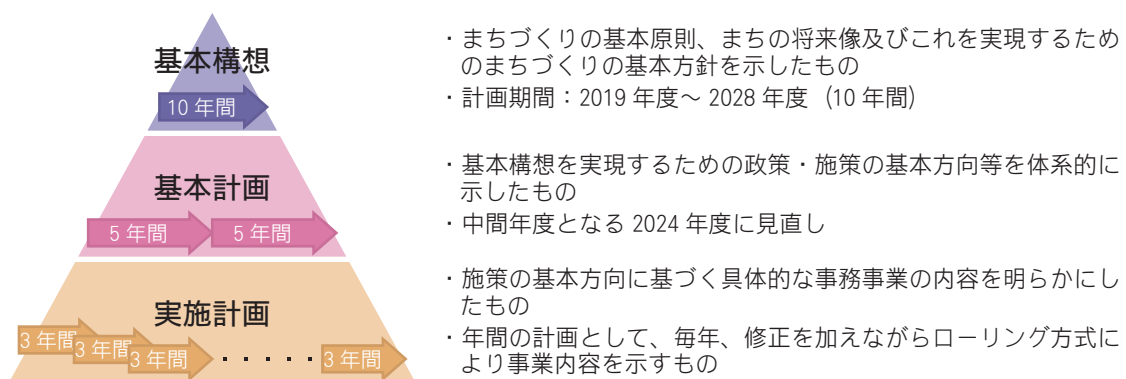 基本構想
10 年間
・まちづくりの基本原則、まちの将来像及びこれを実現するため
のまちづくりの基本方針を示したもの
・計画期間：2019 年度～ 2028 年度（10 年間）
基本計画
5 年間
5 年間
・基本構想を実現するための政策・施策の基本方向等を体系的に
示したもの
・中間年度となる 2024 年度に見直し
実施計画
3 年間
3 年間
3 年間
・・・・・
3 年間
・施策の基本方向に基づく具体的な事務事業の内容を明らかにし
たもの
・年間の計画として、毎年、修正を加えながらローリング方式に
より事業内容を示すもの